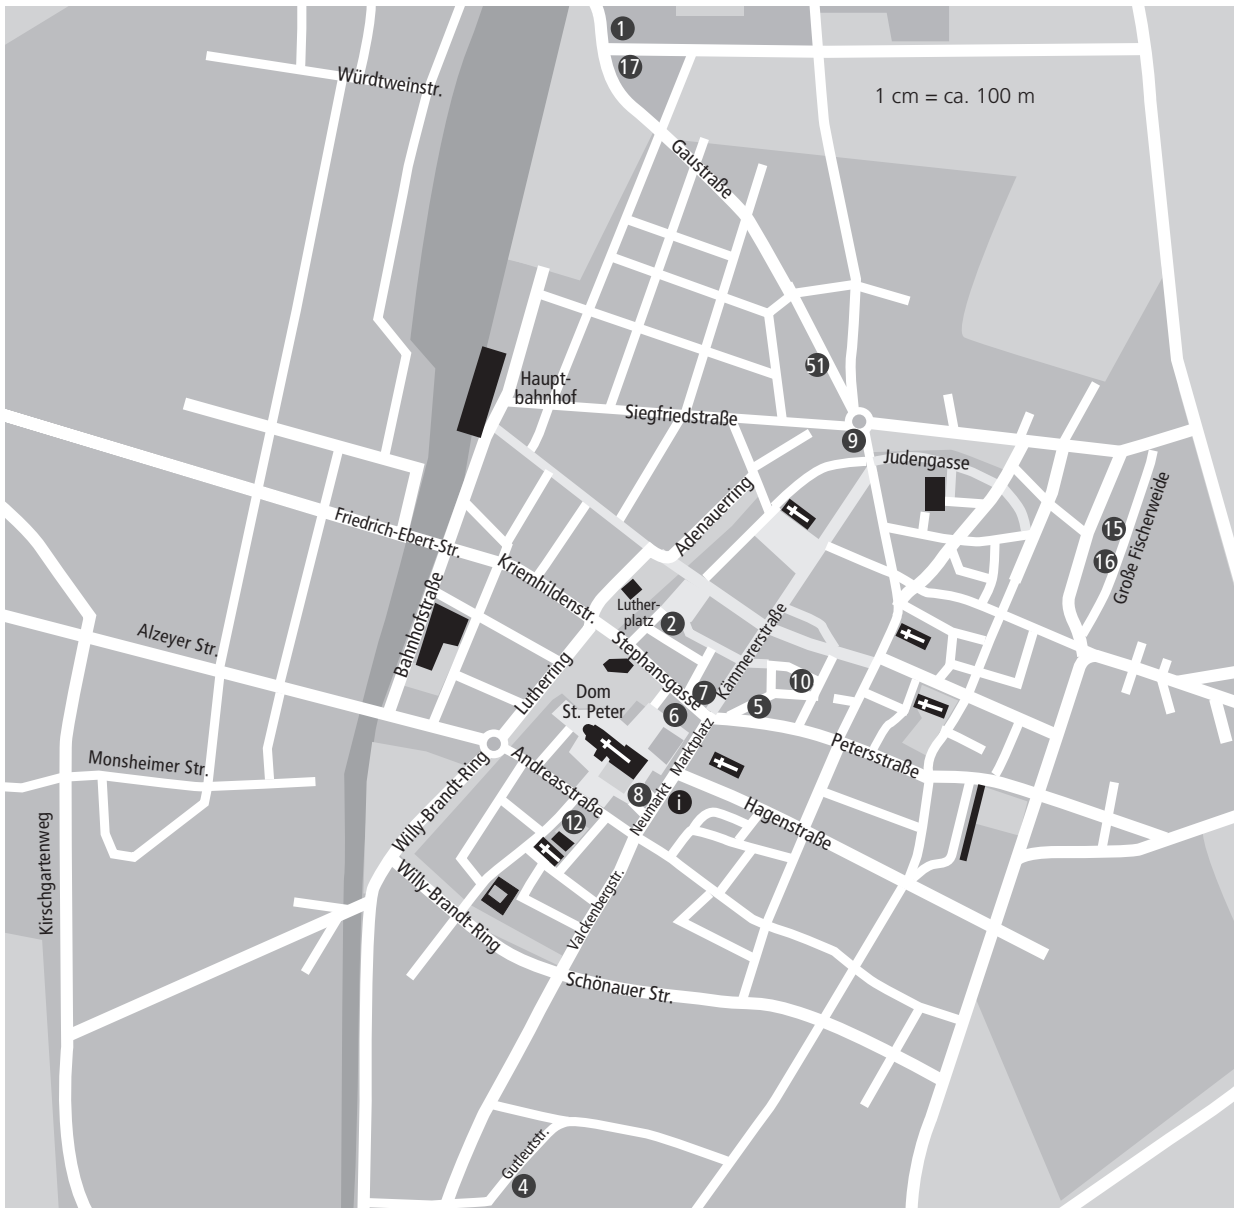 1
17
1 cm = ca. 100 m
Würdtweinstr.
Gaustraße
51
Haupt-
bahnhof
Siegfriedstraße
9
Judengasse
Adenauerring
Friedrich-Ebert-Str.
15
16
Große Fischerweide
Kriemhildenstr.
Bahnhofstraße
Luther-
platz
2
Alzeyer Str.
Stephansgasse
Kämmererstraße
Lutherring
Dom
St. Peter
7
10
5
6
Marktplatz
Petersstraße
Monsheimer Str.
Andreasstraße
Willy-Brandt-Ring
8
i
Neumarkt
Hagenstraße
12
Kirschgartenweg
Willy-Brandt-Ring
Valckenbergstr.
Schönauer Str.
Gutleutstr.
4